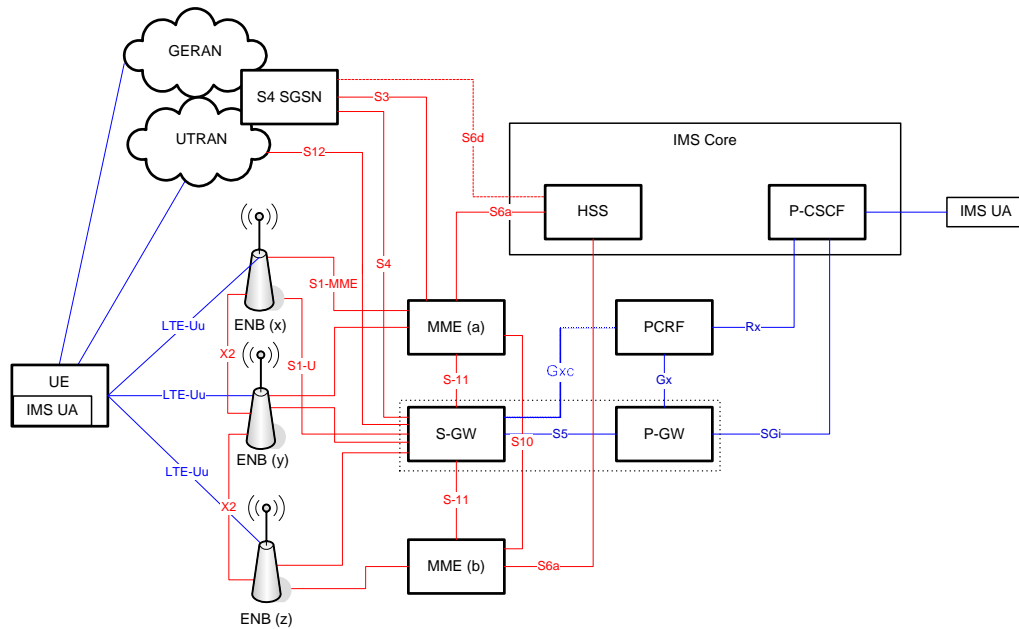 GERAN
S4 SGSN
S3
UTRAN
S12
S6d
IMS Core
S6a
HSS
P-CSCF
IMS UA
S4
S1-MME
ENB (x)
MME (a)
PCRF
Rx
LTE-Uu
X2
S1-U
S-11
Gxc
Gx
UE
IMS UA
LTE-Uu
ENB (y)
S-GW
S5
P-GW
SGi
S10
LTE-Uu
X2
S-11
MME (b)
S6a
ENB (z)